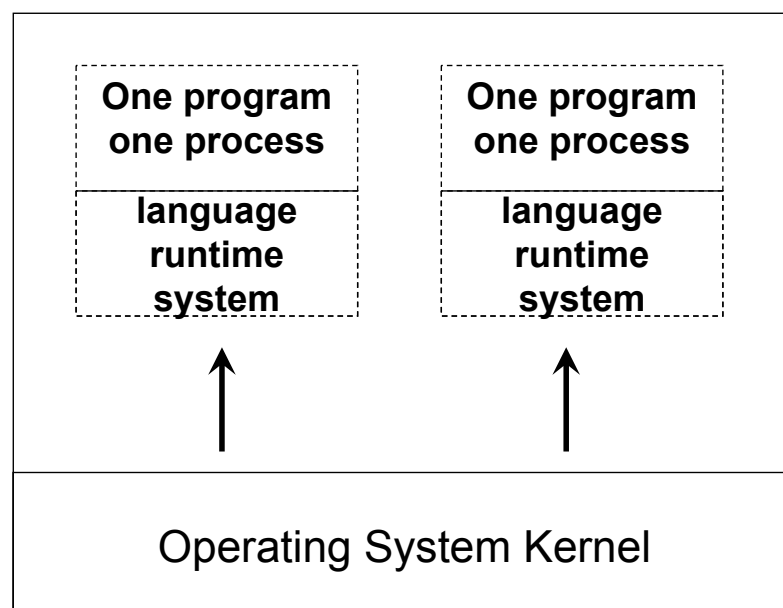 One program
one process
language
runtime
system
One program
one process
language
runtime
system
Operating System Kernel